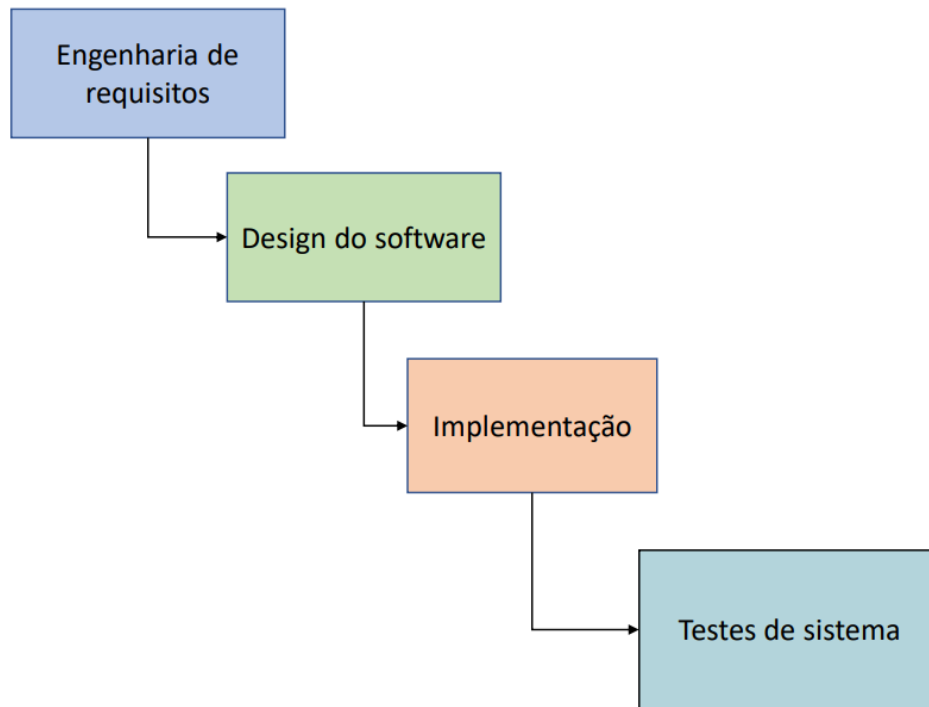 Engenharia de
requisitos
Design do software
Implementação
Testes de sistema